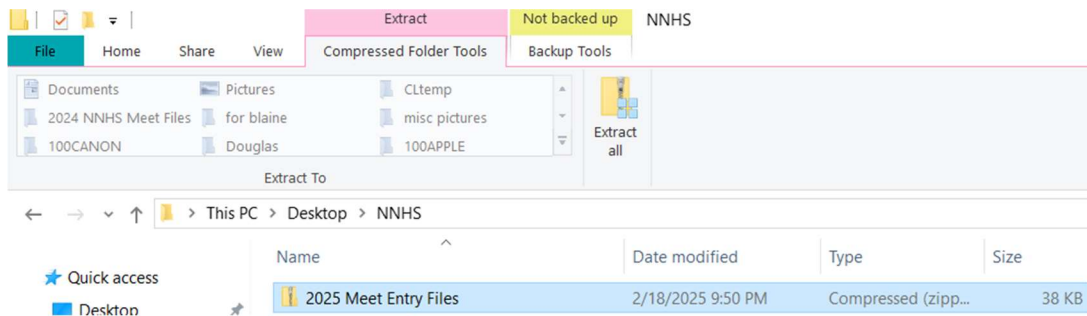 Extract Not backed up NNHS
File Home Share View Compressed Folder Tools Backup Tools
Documents Pictures CLtemp
2024 NNHS Meet Files for blaine misc pictures
100CANON Douglas 100APPLE
Extract all
Extract To
This PC > Desktop > NNHS
Name Date modified Type Size
Quick access
Desktop
2025 Meet Entry Files 2/18/2025 9:50 PM Compressed (zipp... 38 KB